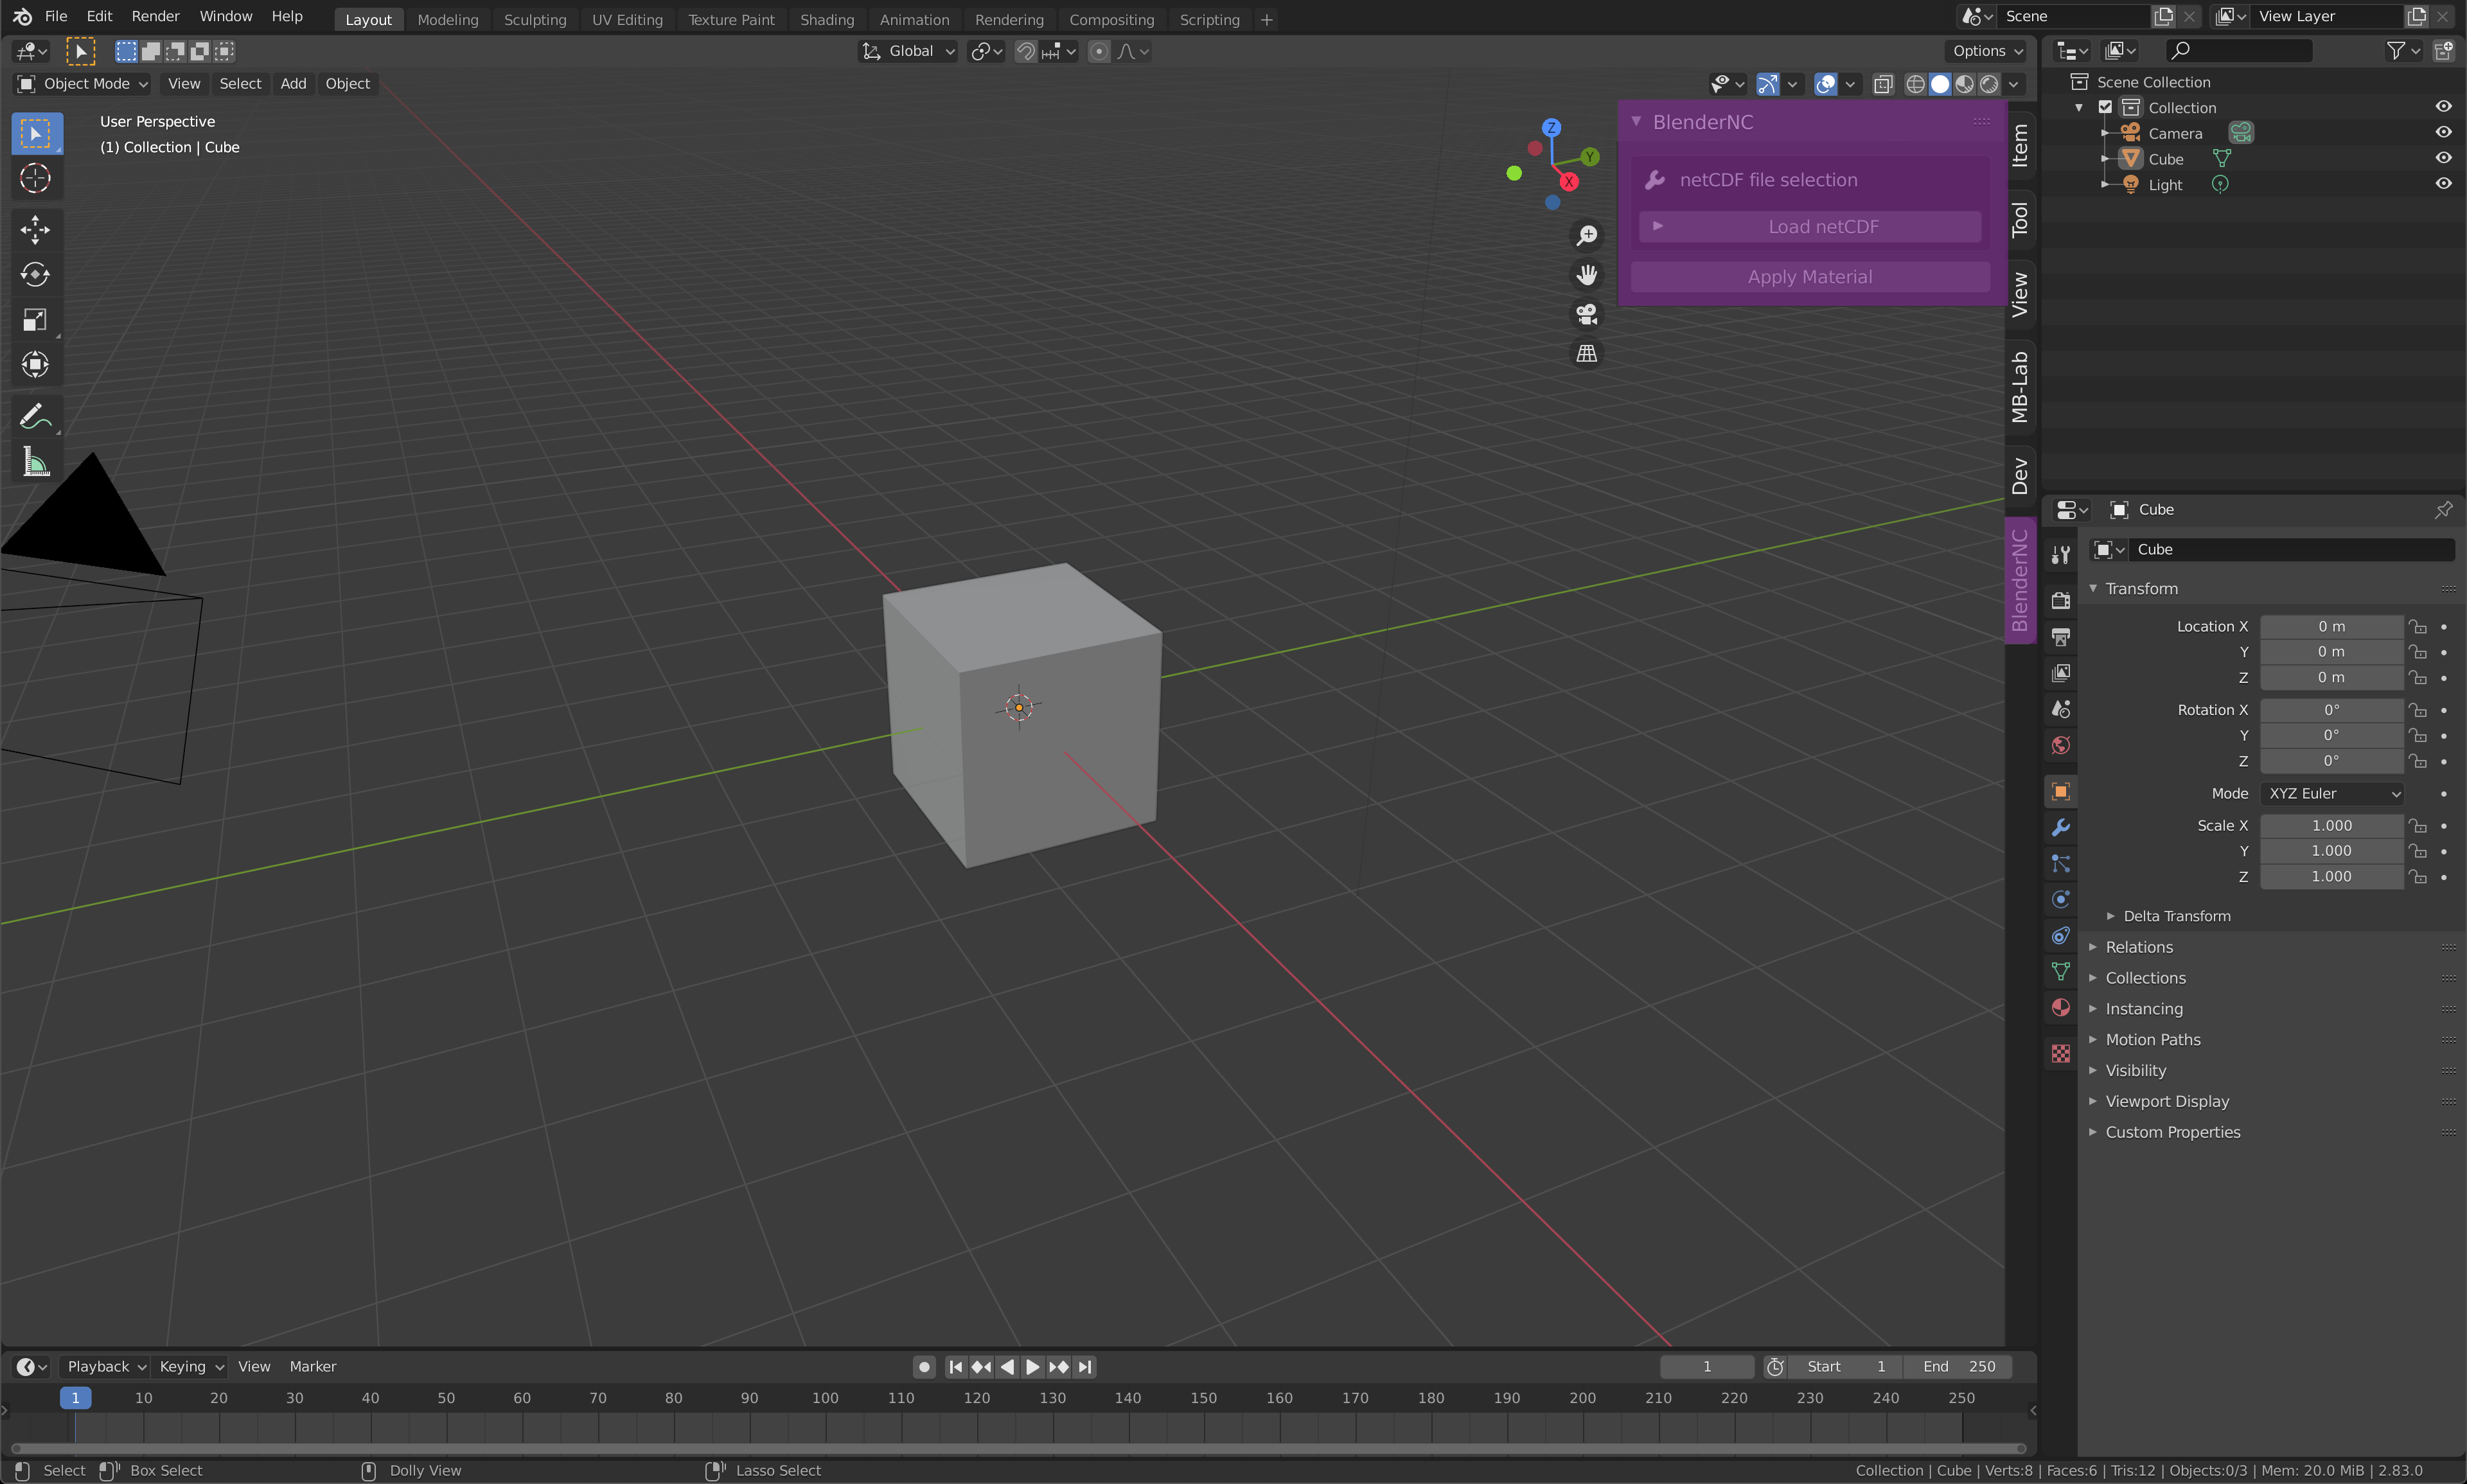 File Edit Render Window Help Layout Modeling Sculpting UV Editing Texture Paint Shading Animation Rendering Compositing Scripting + Scene View Layer
Global Options
Object Mode View Select Add Object
User Perspective
(1) Collection | Cube
Z
Y
X
BlenderNC
netCDF file selection
Load netCDF
Apply Material
Item
Tool
View
MB-Lab
Dev
BlenderNC
Scene Collection
Collection
Camera
Cube
Light
Cube
Cube
Transform
Location X 0 m
Y 0 m
Z 0 m
Rotation X 0°
Y 0°
Z 0°
Mode XYZ Euler
Scale X 1.000
Y 1.000
Z 1.000
Delta Transform
Relations
Collections
Instancing
Motion Paths
Visibility
Viewport Display
Custom Properties
Playback Keying View Marker 1 Start 1 End 250
1 10 20 30 40 50 60 70 80 90 100 110 120 130 140 150 160 170 180 190 200 210 220 230 240 250
Select Box Select Dolly View Lasso Select Collection | Cube | Verts:8 | Faces:6 | Tris:12 | Objects:0/3 | Mem: 20.0 MiB | 2.83.0